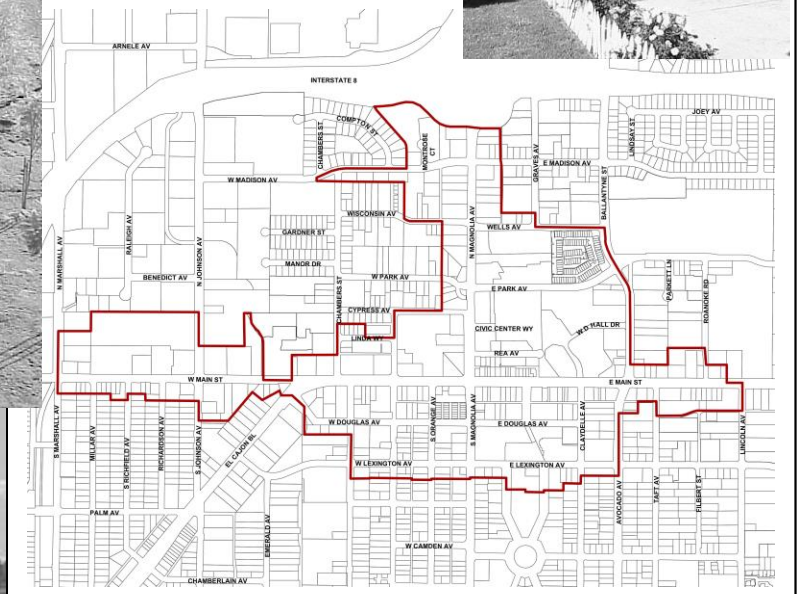 ARNELE AV
INTERSTATE 8
COMPTON ST
CHAMBERS ST
MONTROSE CT
JOEY AV
LINDSAY ST
GRAVES AV
E MADISON AV
BALLANTYNE ST
W MADISON AV
WISCONSIN AV
N MAGNOLIA AV
WELLS AV
GARDNER ST
MANOR DR
N MARSHALL AV
RALEIGH AV
N JOHNSON AV
BENEDICT AV
CHAMBERS ST
W PARK AV
E PARK AV
PARKETT LN
ROANOKE RD
CYPRESS AV
LINDA WY
CIVIC CENTER WY
W D HALL DR
REA AV
W MAIN ST
E MAIN ST
S MARSHALL AV
MILLAR AV
S RICHFIELD AV
RICHARDSON AV
S JOHNSON AV
EL CAJON BL
W DOUGLAS AV
S ORANGE AV
S MAGNOLIA AV
E DOUGLAS AV
CLAYDELLE AV
LINCOLN AV
W LEXINGTON AV
E LEXINGTON AV
AVOCADO AV
TAFT AV
FILBERT ST
PALM AV
EMERALD AV
W CAMDEN AV
CHAMBERLAIN AV